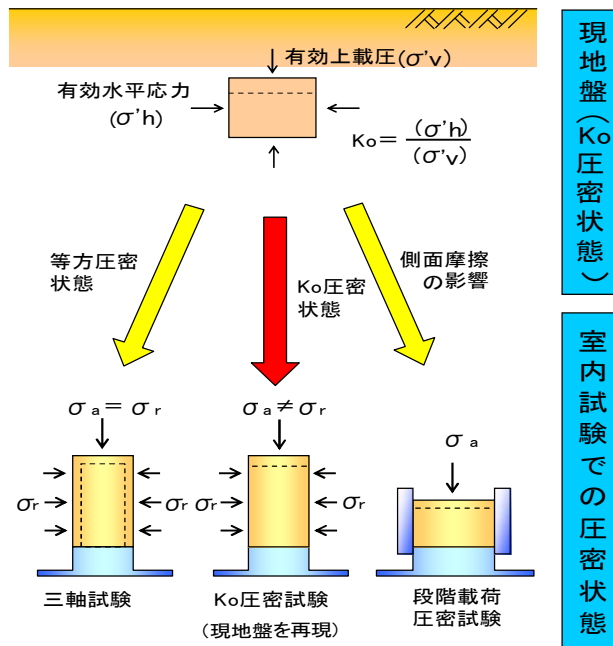 有効上載圧(σ'v)
有効水平応力
(σ'h)
Ko＝ (σ'h)
(σ'v)
現地盤（Ko圧密状態）
等方圧密
状態
Ko圧密
状態
側面摩擦
の影響
σa＝σr
σa≠σr
σa
σr
σr
σr
σr
三軸試験
Ko圧密試験
(現地盤を再現)
段階載荷
圧密試験
室内試験での圧密状態